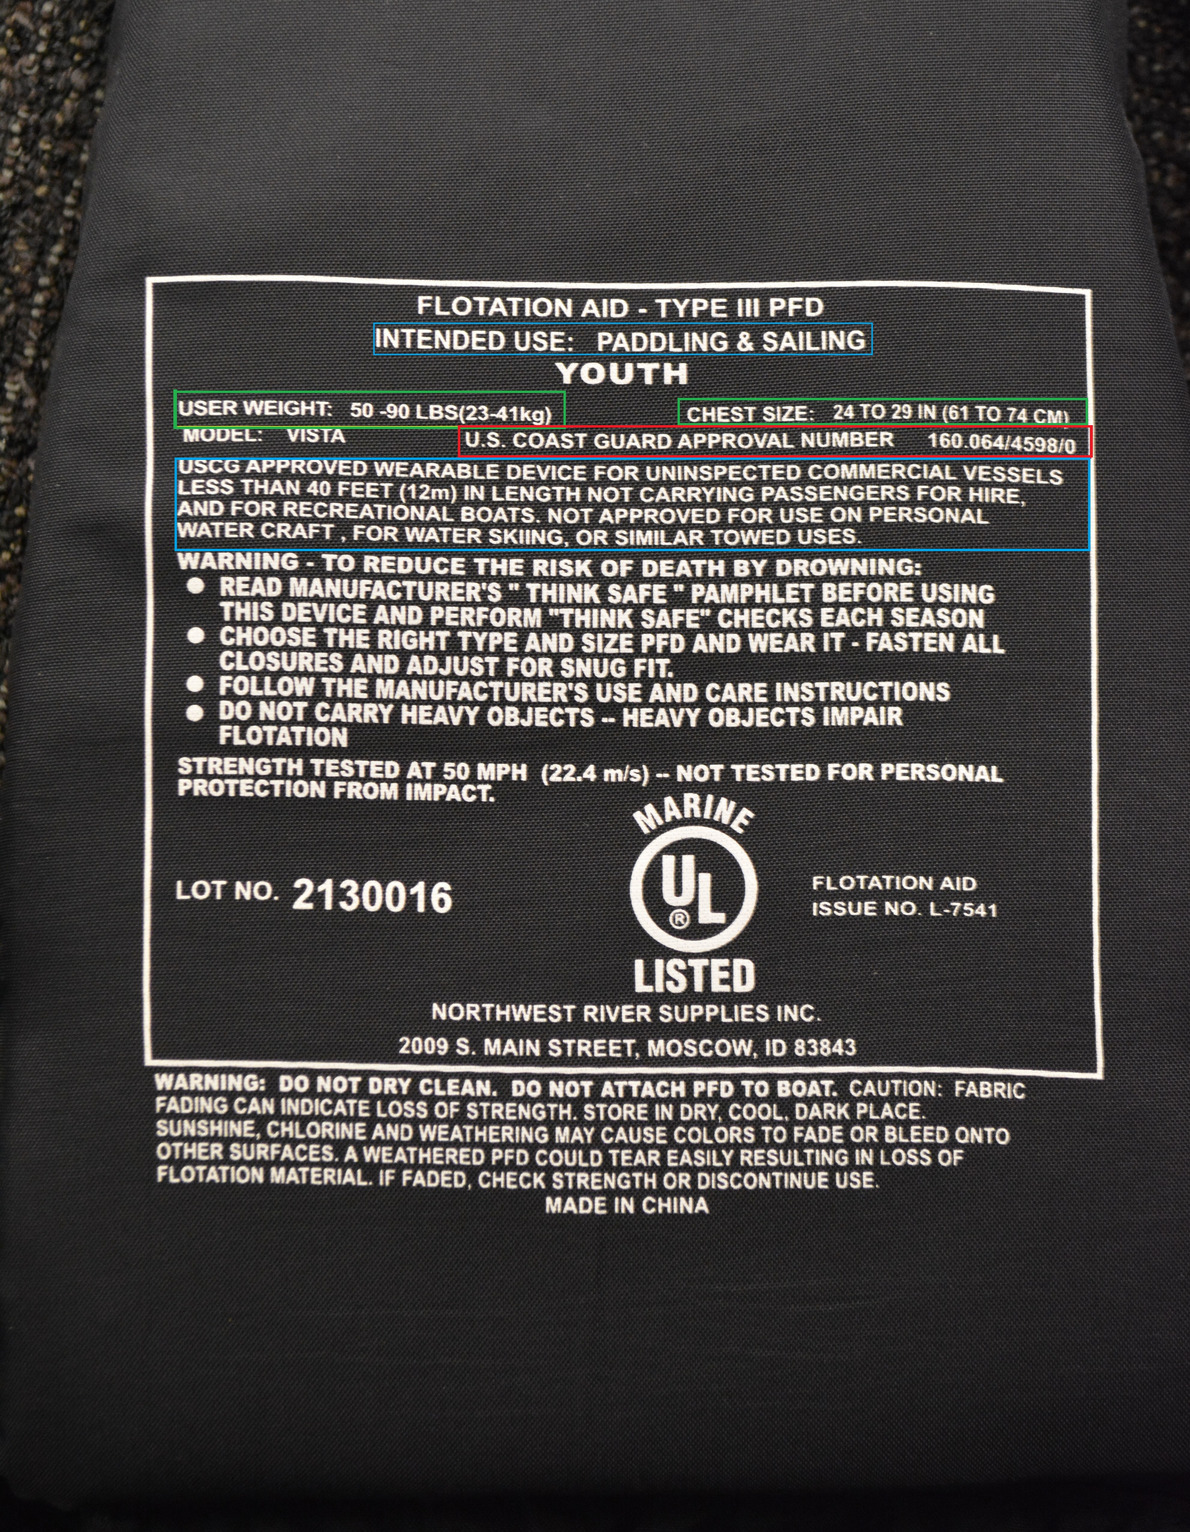 FLOTATION AID - TYPE III PFD
INTENDED USE: PADDLING & SAILING
YOUTH
USER WEIGHT: 50 -90 LBS(23-41kg) CHEST SIZE: 24 TO 29 IN (61 TO 74 CM)
MODEL: VISTA U.S. COAST GUARD APPROVAL NUMBER 160.064/4598/0
USCG APPROVED WEARABLE DEVICE FOR UNINSPECTED COMMERCIAL VESSELS
LESS THAN 40 FEET (12m) IN LENGTH NOT CARRYING PASSENGERS FOR HIRE,
AND FOR RECREATIONAL BOATS. NOT APPROVED FOR USE ON PERSONAL
WATER CRAFT , FOR WATER SKIING, OR SIMILAR TOWED USES.
WARNING - TO REDUCE THE RISK OF DEATH BY DROWNING:
● READ MANUFACTURER'S " THINK SAFE " PAMPHLET BEFORE USING
THIS DEVICE AND PERFORM "THINK SAFE" CHECKS EACH SEASON
● CHOOSE THE RIGHT TYPE AND SIZE PFD AND WEAR IT - FASTEN ALL
CLOSURES AND ADJUST FOR SNUG FIT.
● FOLLOW THE MANUFACTURER'S USE AND CARE INSTRUCTIONS
● DO NOT CARRY HEAVY OBJECTS -- HEAVY OBJECTS IMPAIR
FLOTATION
STRENGTH TESTED AT 50 MPH (22.4 m/s) -- NOT TESTED FOR PERSONAL
PROTECTION FROM IMPACT.
MARINE
UL ®
LISTED
LOT NO. 2130016
FLOTATION AID
ISSUE NO. L-7541
NORTHWEST RIVER SUPPLIES INC.
2009 S. MAIN STREET, MOSCOW, ID 83843
WARNING: DO NOT DRY CLEAN. DO NOT ATTACH PFD TO BOAT. CAUTION: FABRIC
FADING CAN INDICATE LOSS OF STRENGTH. STORE IN DRY, COOL, DARK PLACE.
SUNSHINE, CHLORINE AND WEATHERING MAY CAUSE COLORS TO FADE OR BLEED ONTO
OTHER SURFACES. A WEATHERED PFD COULD TEAR EASILY RESULTING IN LOSS OF
FLOTATION MATERIAL. IF FADED, CHECK STRENGTH OR DISCONTINUE USE.
MADE IN CHINA